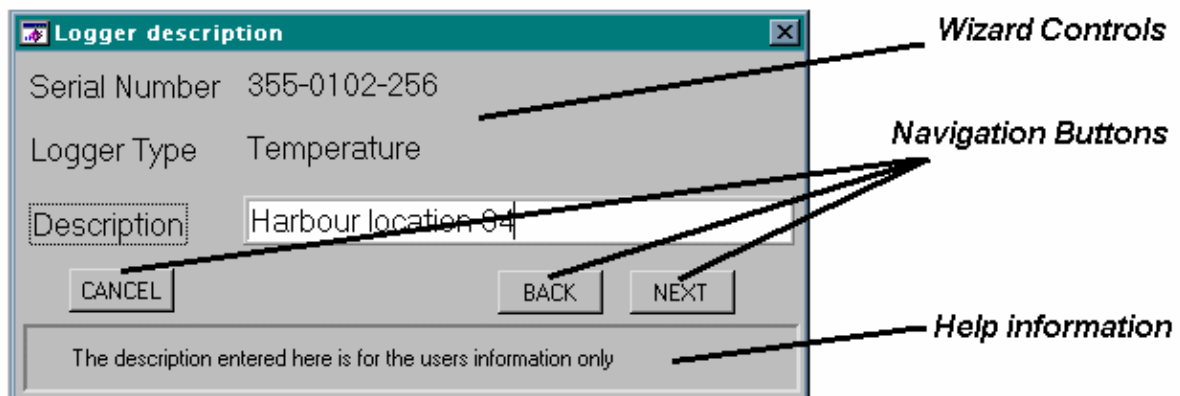 Logger description
Wizard Controls
Serial Number 355-0102-256
Navigation Buttons
Logger Type Temperature
Description Harbour location 04
CANCEL BACK NEXT
Help information
The description entered here is for the users information only